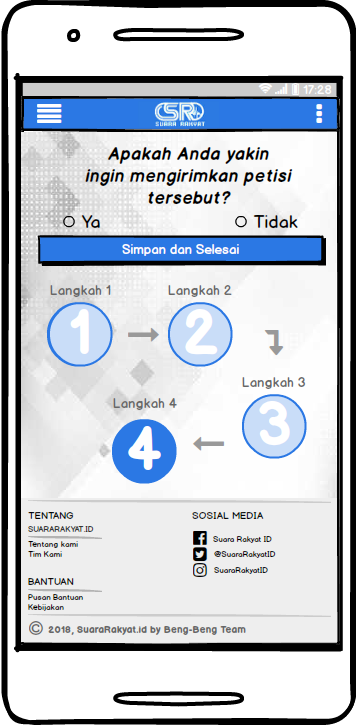 17:28
CSR
SUARA RAKYAT
Apakah Anda yakin
ingin mengirimkan petisi
tersebut?
Ya
Tidak
Simpan dan Selesai
Langkah 1
Langkah 2
1
2
Langkah 3
3
Langkah 4
4
TENTANG
SUARARAKYAT.ID
Tentang kami
Tim Kami
BANTUAN
Pusan Bantuan
Kebijakan
SOSIAL MEDIA
Suara Rakyat ID
@SuaraRakyatID
SuaraRakyatID
© 2018, SuaraRakyat.id by Beng-Beng Team